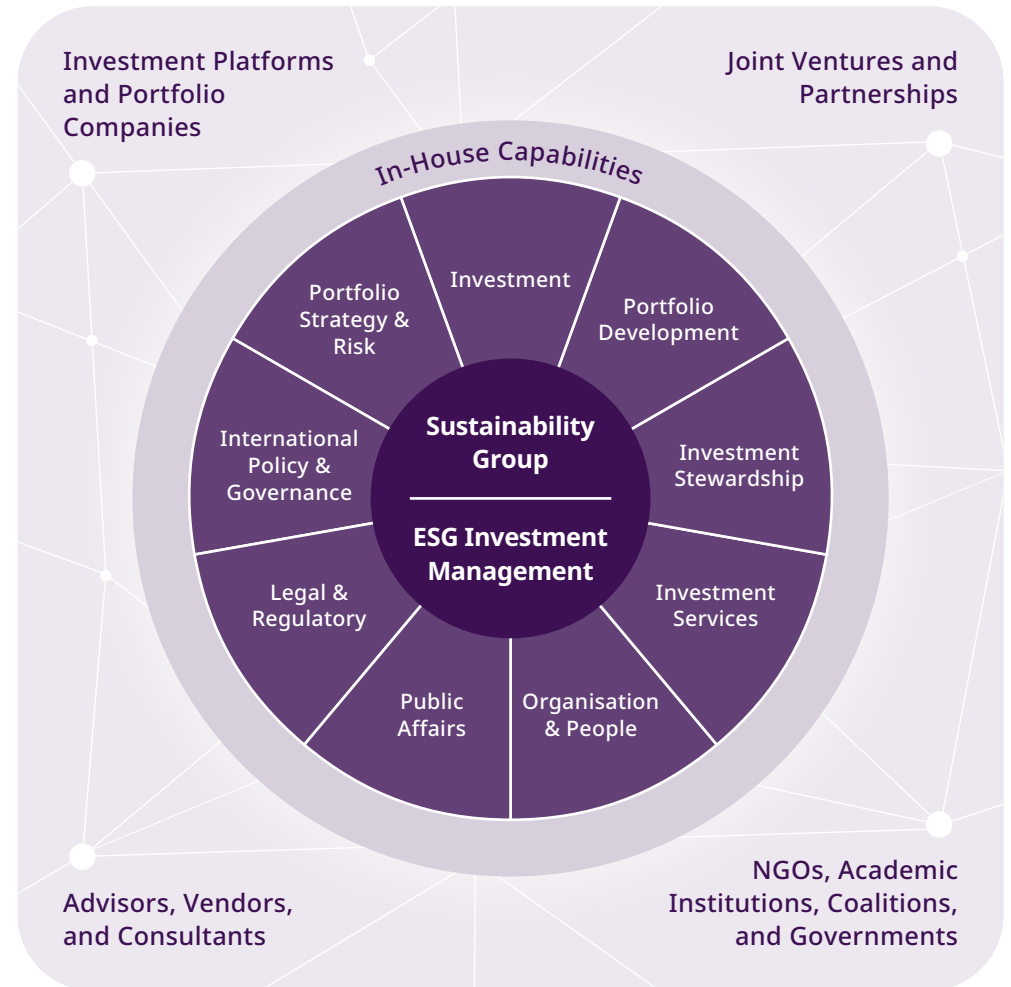 Investment Platforms
and Portfolio
Companies
Joint Ventures and
Partnerships
In-House Capabilities
Investment
Portfolio
Development
Investment
Stewardship
Investment
Services
Organisation
& People
Public
Affairs
Legal &
Regulatory
International
Policy &
Governance
Portfolio
Strategy &
Risk
Sustainability
Group
ESG Investment
Management
Advisors, Vendors,
and Consultants
NGOs, Academic
Institutions, Coalitions,
and Governments